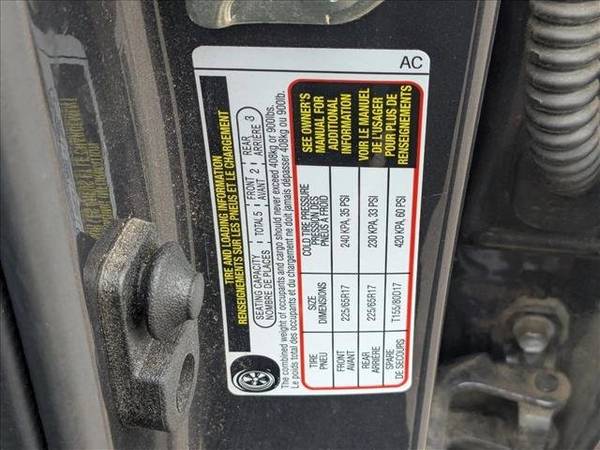 AC
TIRE AND LOADING INFORMATION
RENSEIGNEMENTS SUR LES PNEUS ET LE CHARGEMENT
SEATING CAPACITY TOTAL 5 FRONT 2 REAR 3
NOMBRE DE PLACES AVANT ARRIÈRE
The combined weight of occupants and cargo should never exceed 408kg or 900lb.
Le poids total des occupants et du chargement ne doit jamais dépasser 408kg ou 900lb.
TIRE SIZE COLD TIRE PRESSURE SEE OWNER'S
PNEU DIMENSIONS PRESSION DES MANUAL FOR
PNEUS À FROID ADDITIONAL
INFORMATION
FRONT 225/65R17 240 KPA, 35 PSI
AVANT
REAR 225/65R17 230 KPA, 33 PSI VOIR LE MANUEL
ARRIERE DE L'USAGER
POUR PLUS DE
RENSEIGNEMENTS
SPARE T155/80D17 420 KPA, 60 PSI
DE SECOURS